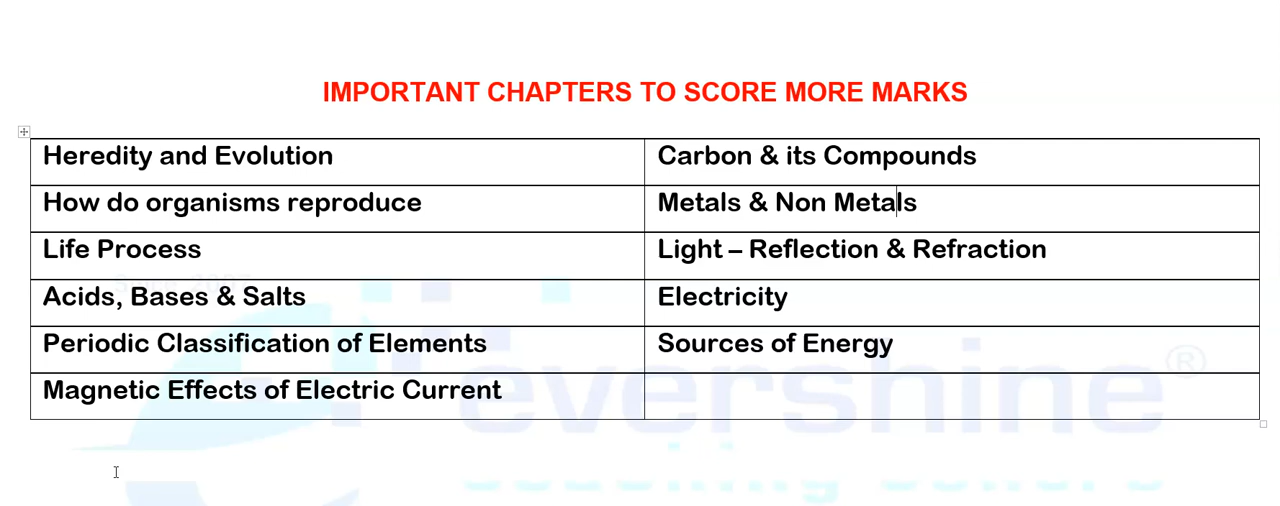 IMPORTANT CHAPTERS TO SCORE MORE MARKS
Heredity and Evolution
Carbon & its Compounds
How do organisms reproduce
Metals & Non Metals
Life Process
Light – Reflection & Refraction
Acids, Bases & Salts
Electricity
Periodic Classification of Elements
Sources of Energy
Magnetic Effects of Electric Current
evershine®